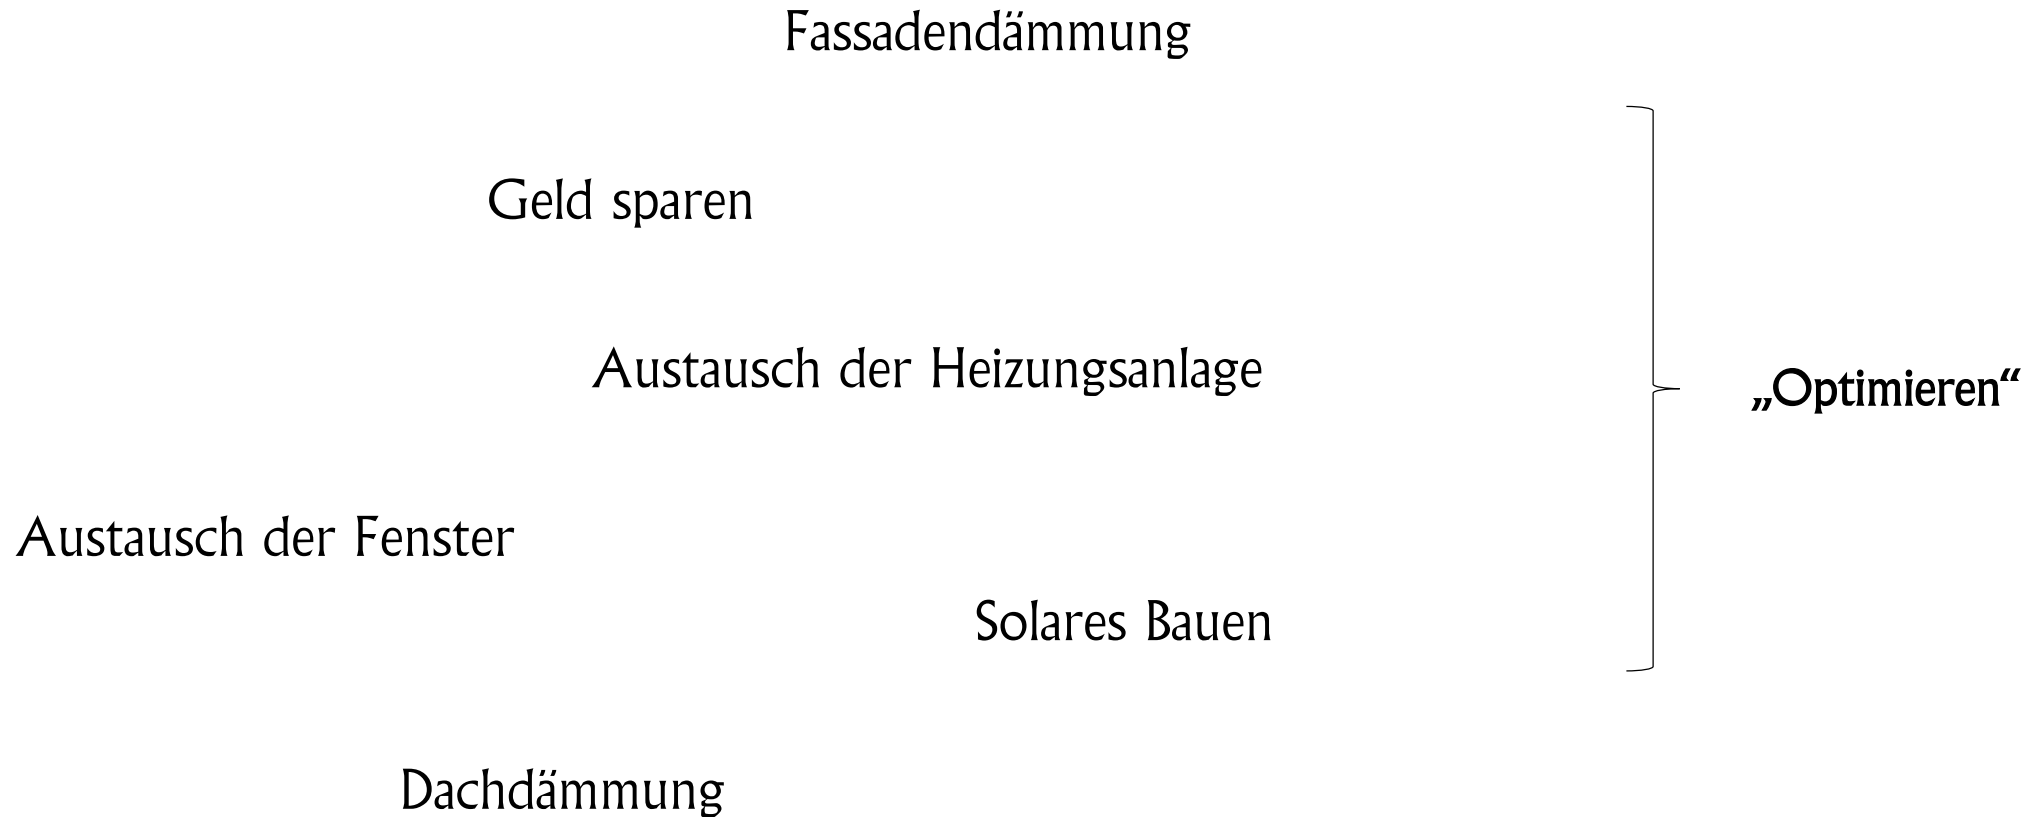 Fassadendämmung
Geld sparen
Austausch der Heizungsanlage
„Optimieren“
Austausch der Fenster
Solares Bauen
Dachdämmung